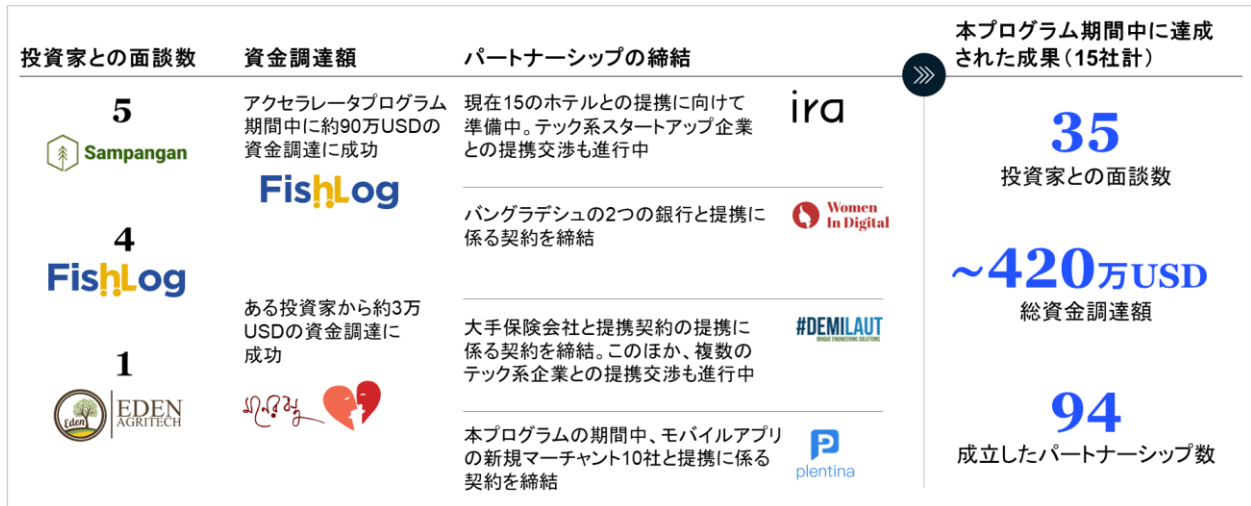 投資家との面談数
5
Sampangan
4
FishLog
1
Eden
EDEN
AGRITECH
資金調達額
アクセラレータプログラム
期間中に約90万USDの
資金調達に成功
FishLog
ある投資家から約3万
USDの資金調達に
成功
パートナーシップの締結
現在15のホテルとの提携に向けて
準備中。テック系スタートアップ企業
との提携交渉も進行中
ira
バングラデシュの2つの銀行と提携に
係る契約を締結
Women
In Digital
大手保険会社と提携契約の提携に
係る契約を締結。このほか、複数の
テック系企業との提携交渉も進行中
#DEMILAUT
UNIQUE ENGINEERING SOLUTIONS
本プログラムの期間中、モバイルアプリ
の新規マーチャント10社と提携に係る
契約を締結
plentina
本プログラム期間中に達成
された成果（15社計）
35
投資家との面談数
~420万USD
総資金調達額
94
成立したパートナーシップ数